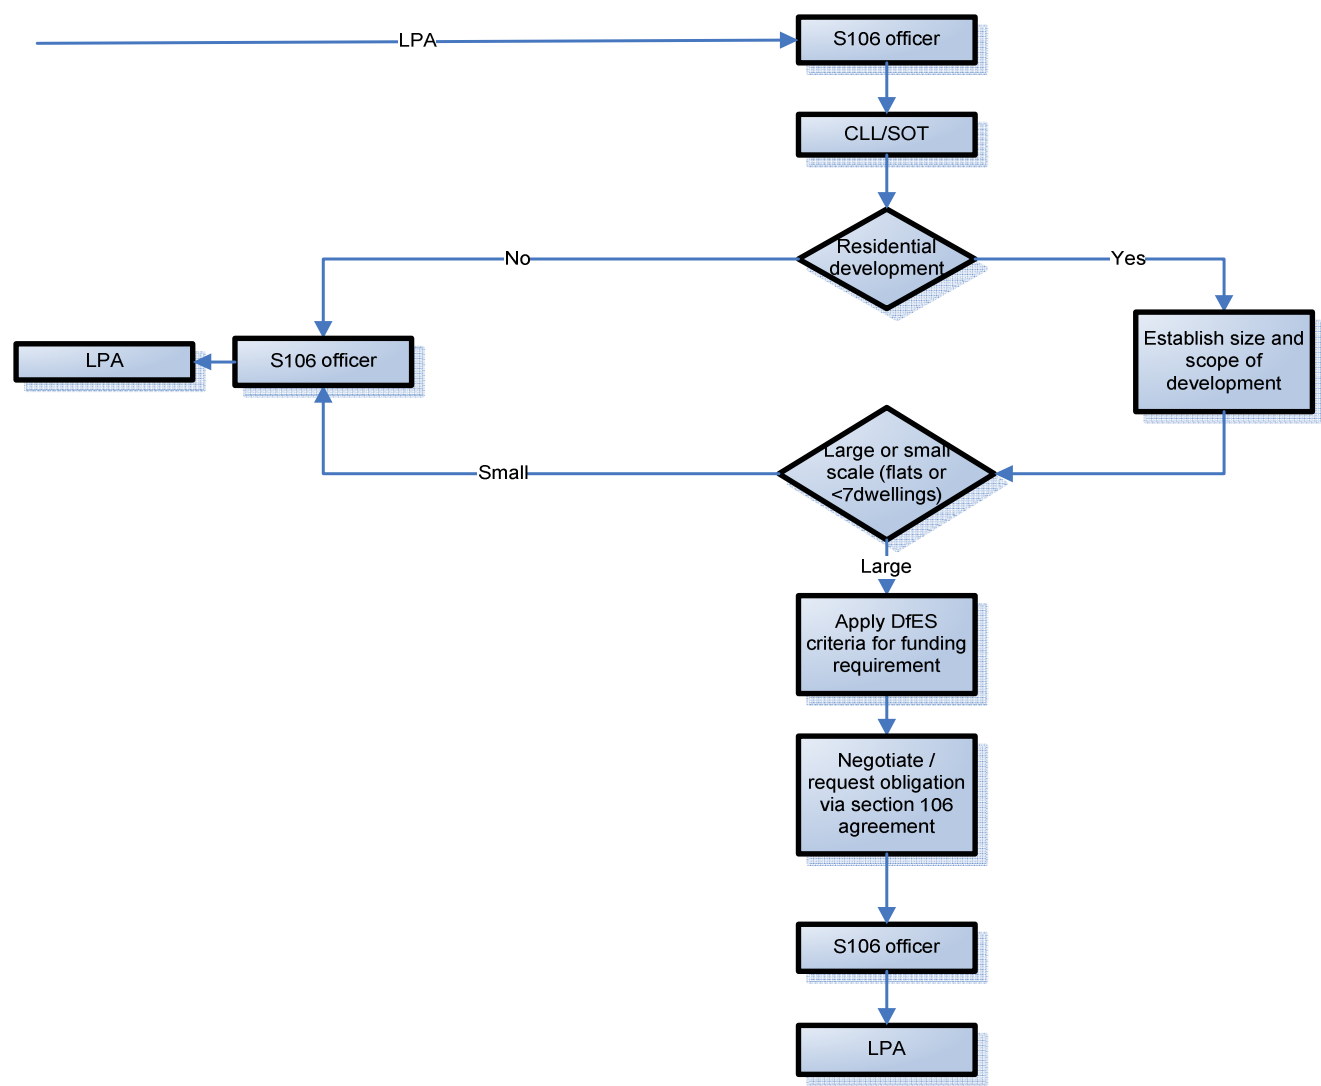 LPA
S106 officer
CLL/SOT
Residential
development
No
Yes
Establish size and
scope of
development
LPA
S106 officer
Large or small
scale (flats or
<7dwellings)
Small
Large
Apply DfES
criteria for funding
requirement
Negotiate /
request obligation
via section 106
agreement
S106 officer
LPA